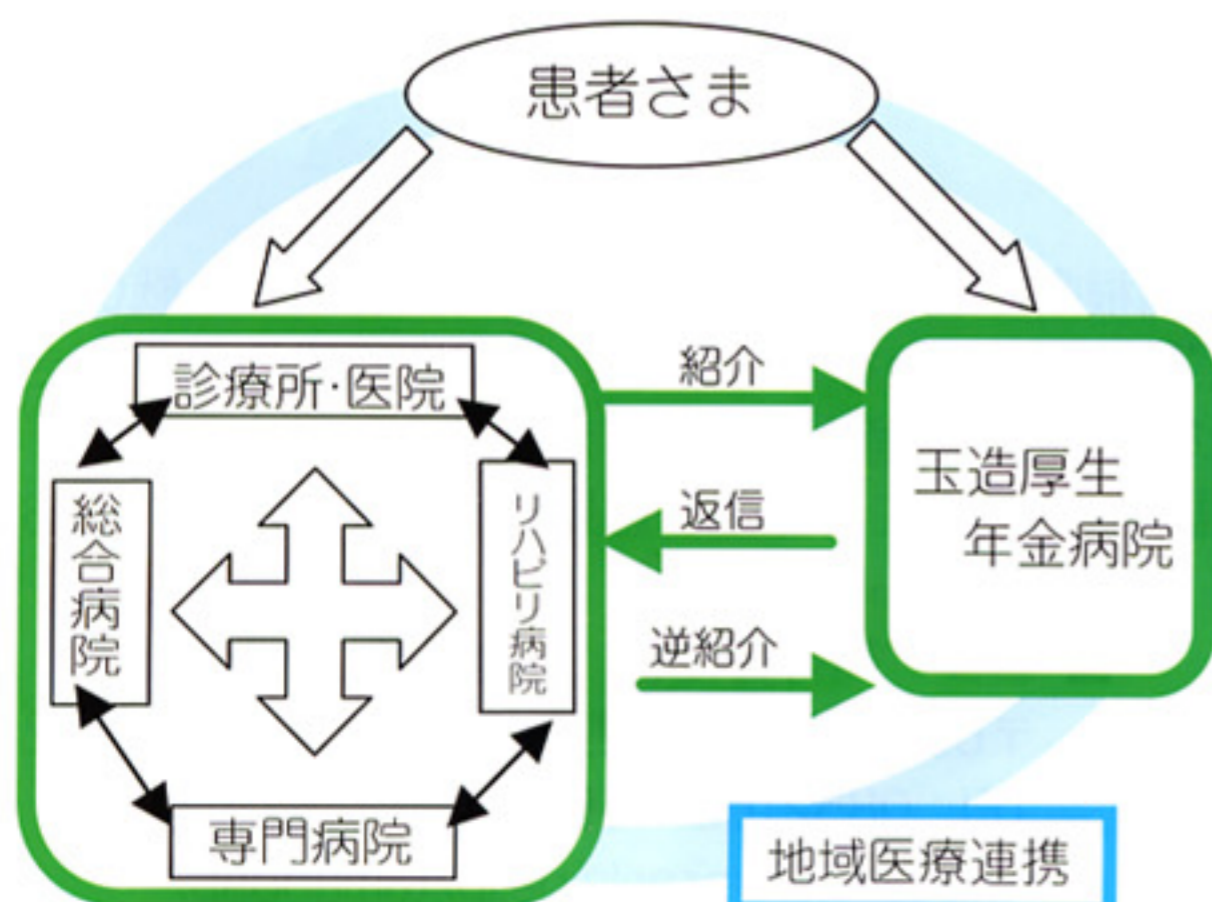 患者さま
診療所·医院
総合病院
リハビリ病院
専門病院
紹介
返信
逆紹介
玉造厚生
年金病院
地域医療連携